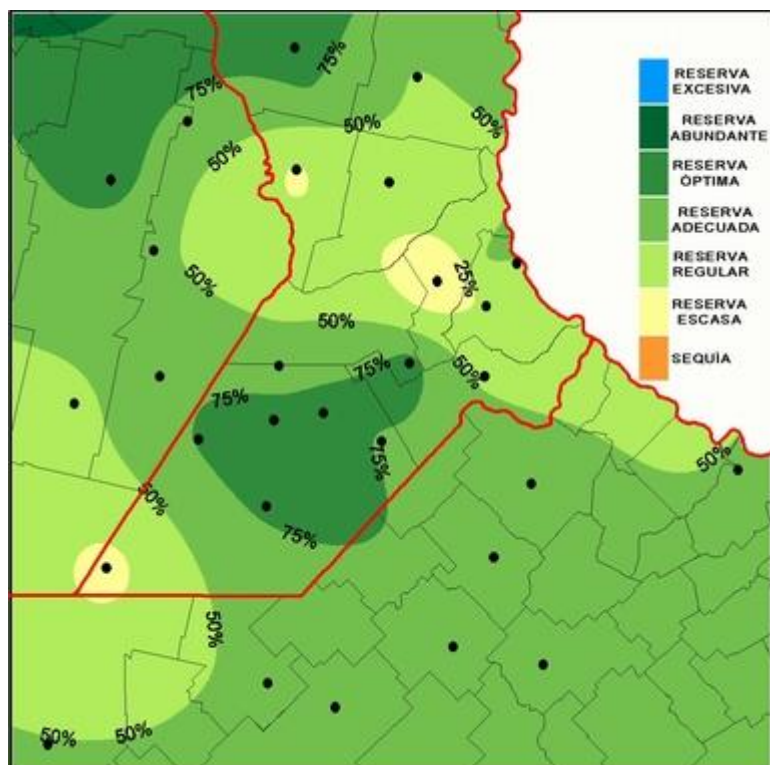 75%
75%
50%
50%
50%
RESERVA
EXCESIVA
RESERVA
ABUNDANTE
RESERVA
ÓPTIMA
RESERVA
ADECUADA
RESERVA
REGULAR
RESERVA
ESCASA
SEQUÌA
50%
25%
50%
75%
50%
75%
50%
75%
50%
75%
50%
50%
50%